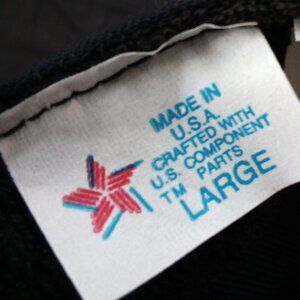 MADE IN
U.S.A.
CRAFTED WITH
U.S. COMPONENT
TM PARTS
LARGE